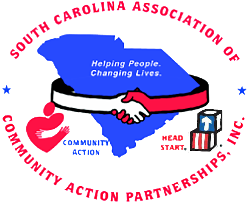 SOUTH CAROLINA ASSOCIATION OF
Helping People.
Changing Lives.
COMMUNITY
ACTION
HEAD
START.
COMMUNITY ACTION PARTNERSHIPS, INC.